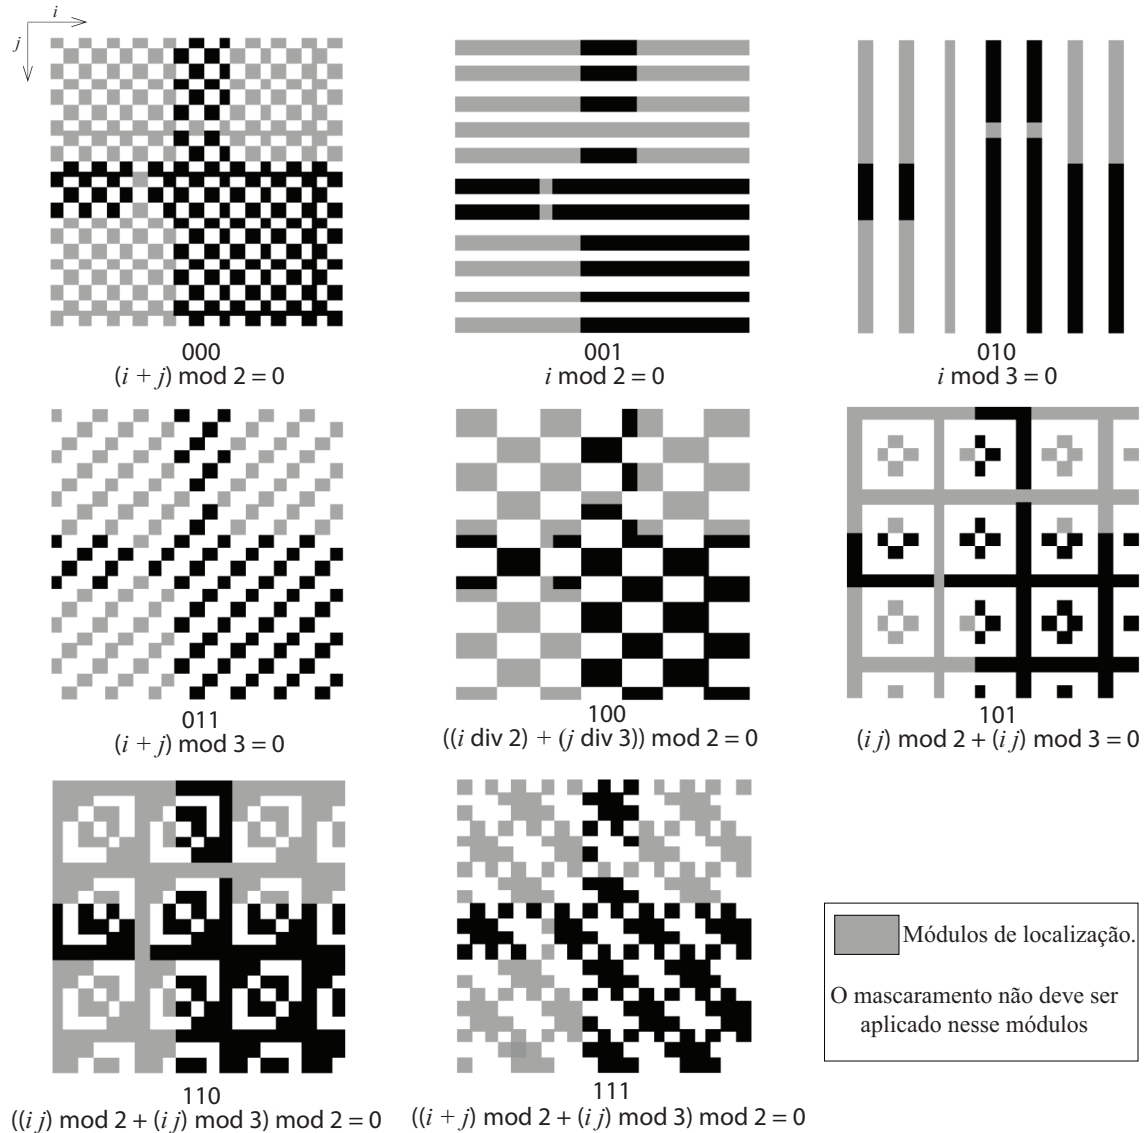 i
j
000
(i + j) mod 2 = 0
001
i mod 2 = 0
010
i mod 3 = 0
011
(i + j) mod 3 = 0
100
((i div 2) + (j div 3)) mod 2 = 0
101
(i j) mod 2 + (i j) mod 3 = 0
110
((i j) mod 2 + (i j) mod 3) mod 2 = 0
111
((i + j) mod 2 + (i j) mod 3) mod 2 = 0
Módulos de localização.
O mascaramento não deve ser
aplicado nesse módulos